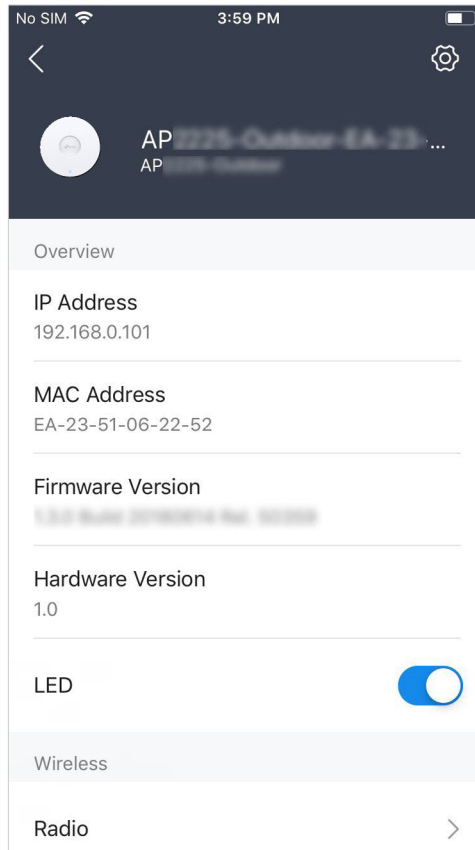 No SIM 3:59 PM
AP
AP
Overview
IP Address
192.168.0.101
MAC Address
EA-23-51-06-22-52
Firmware Version
Hardware Version
1.0
LED
Wireless
Radio